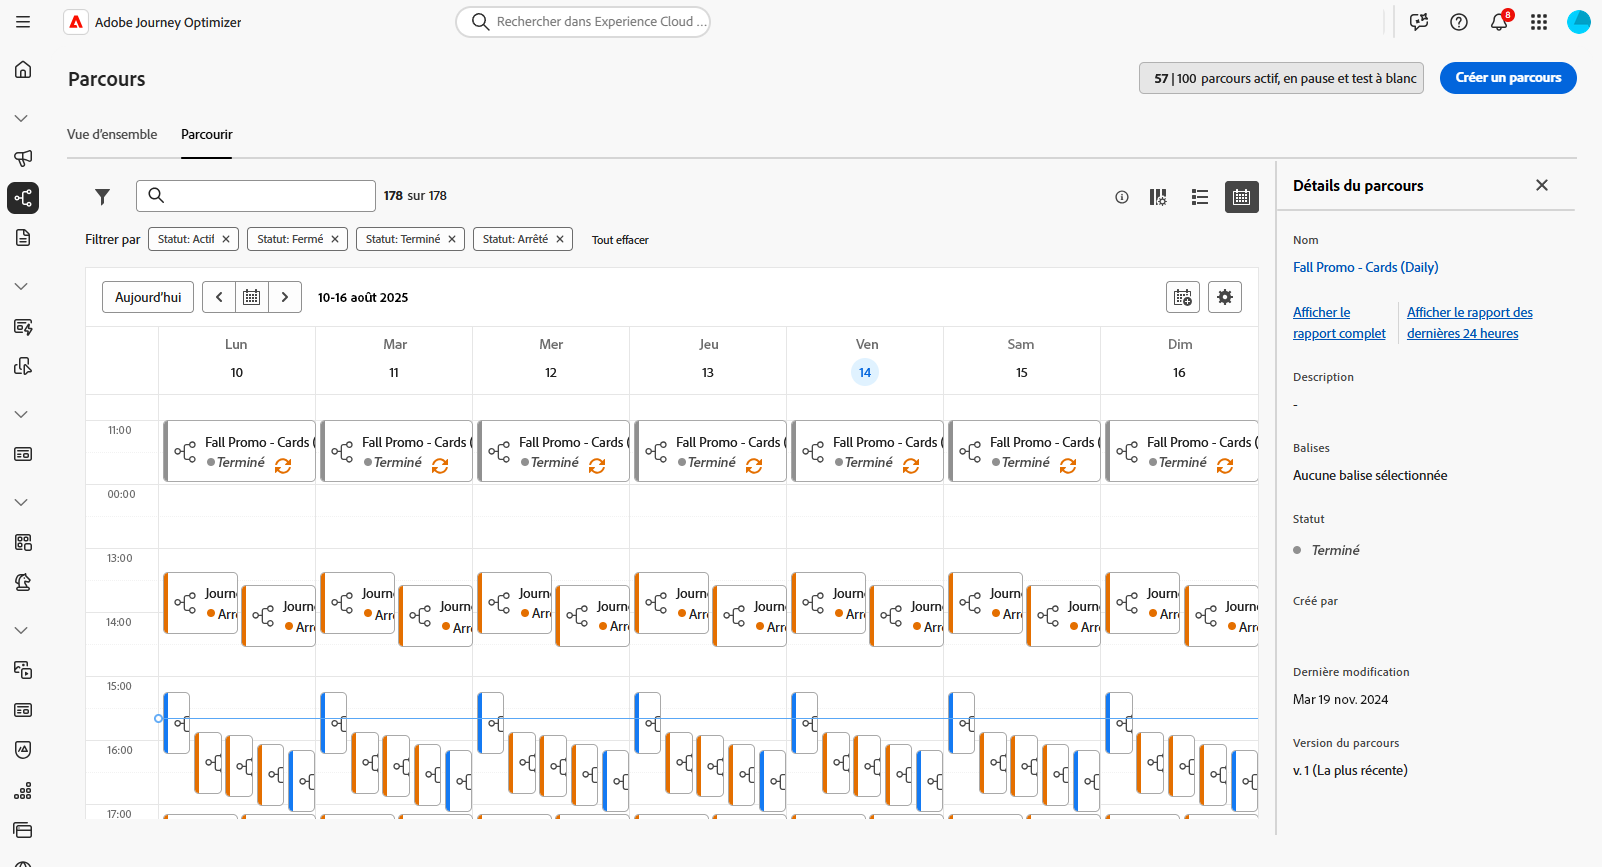 Adobe Journey Optimizer
Rechercher dans Experience Cloud ...
8
Parcours
57 | 100 parcours actif, en pause et test à blanc
Créer un parcours
Vue d'ensemble
Parcourir
178 sur 178
Filtrer par
Statut: Actif
Statut: Fermé
Statut: Terminé
Statut: Arrêté
Tout effacer
Aujourd'hui
10-16 août 2025
Lun Mar Mer Jeu Ven Sam Dim
10 11 12 13 14 15 16
11:00
Fall Promo - Cards ( Fall Promo - Cards ( Fall Promo - Cards ( Fall Promo - Cards ( Fall Promo - Cards ( Fall Promo - Cards ( Fall Promo - Cards (
Terminé Terminé Terminé Terminé Terminé Terminé Terminé
00:00
13:00
Journ Journ Journ Journ Journ Journ Journ
Arr Arr Arr Arr Arr Arr Arr
Journ Journ Journ Journ Journ Journ Journ
14:00
Arr Arr Arr Arr Arr Arr Arr
15:00
16:00
17:00
Détails du parcours
Nom
Fall Promo - Cards (Daily)
Afficher le
rapport complet
Afficher le rapport des
dernières 24 heures
Description
-
Balises
Aucune balise sélectionnée
Statut
Terminé
Créé par
Dernière modification
Mar 19 nov. 2024
Version du parcours
v. 1 (La plus récente)